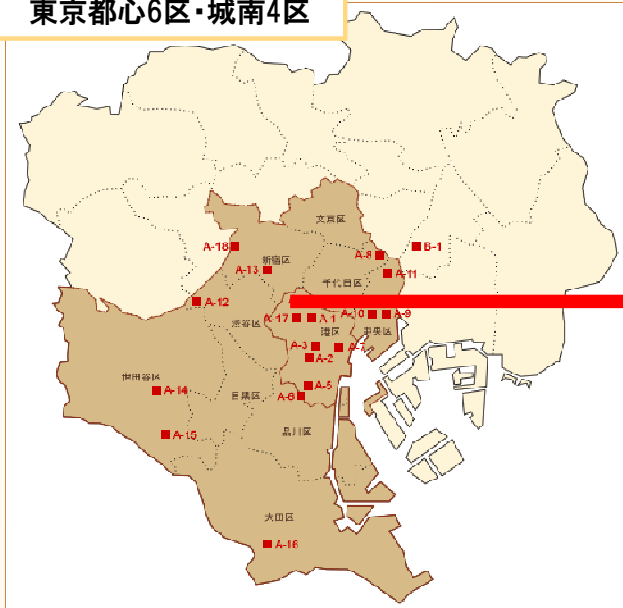 東京都心6区・城南4区
文京区
A-18
A-8
B-1
新宿区
A-13
千代田区
A-11
A-12
A-17
A-1
A-10
A-9
渋谷区
港区
中央区
A-3
A-7
A-2
世田谷区
A-14
A-5
目黒区
A-6
品川区
A-15
大田区
A-16